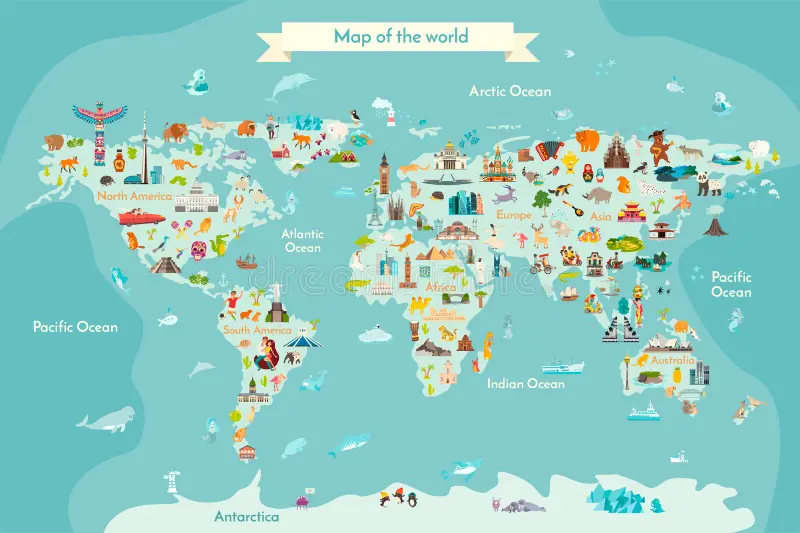 Map of the world
Arctic Ocean
North America
Europe
Asia
Atlantic
Ocean
dreamstime
Africa
Pacific
Ocean
Pacific Ocean
South America
Australia
Indian Ocean
Antarctica